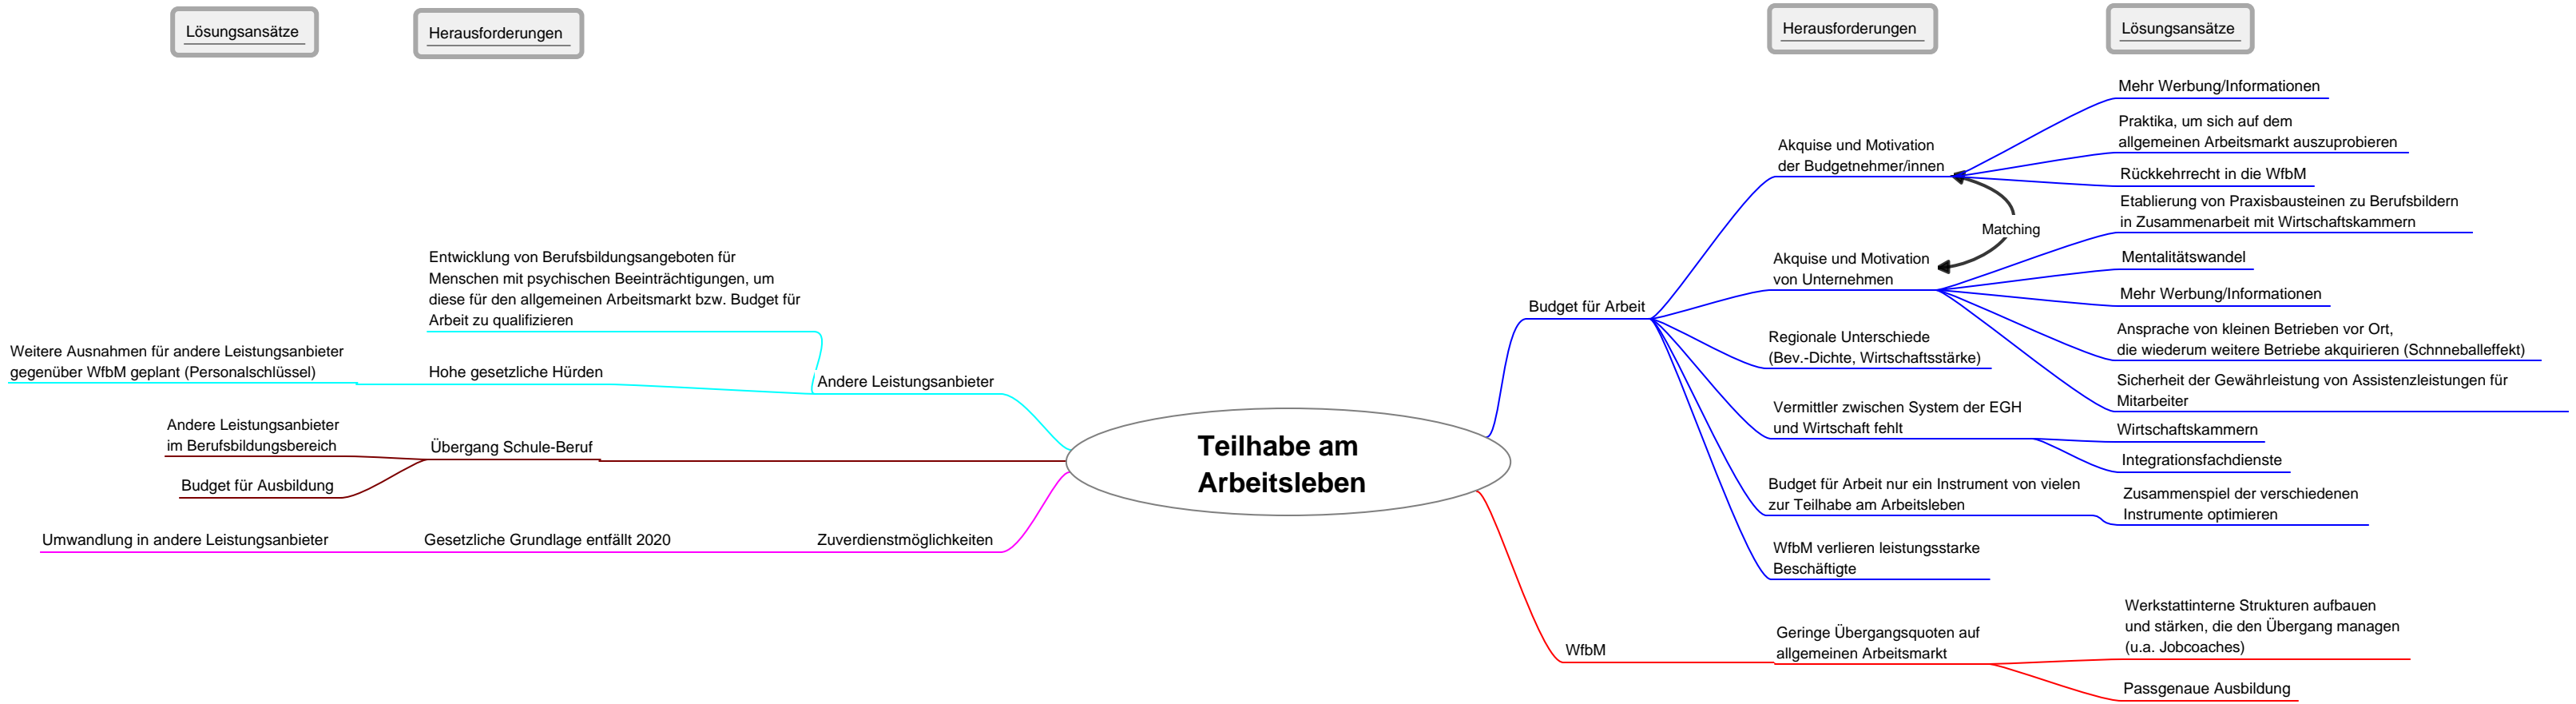 Lösungsansätze
Herausforderungen
Herausforderungen
Lösungsansätze
Entwicklung von Berufsbildungsangeboten für
Menschen mit psychischen Beeinträchtigungen, um
diese für den allgemeinen Arbeitsmarkt bzw. Budget für
Arbeit zu qualifizieren
Weitere Ausnahmen für andere Leistungsanbieter
gegenüber WfbM geplant (Personalschlüssel)
Hohe gesetzliche Hürden
Andere Leistungsanbieter
Andere Leistungsanbieter
im Berufsbildungsbereich
Übergang Schule-Beruf
Budget für Ausbildung
Umwandlung in andere Leistungsanbieter
Gesetzliche Grundlage entfällt 2020
Zuverdienstmöglichkeiten
Teilhabe am
Arbeitsleben
Budget für Arbeit
Akquise und Motivation
der Budgetnehmer/innen
Mehr Werbung/Informationen
Praktika, um sich auf dem
allgemeinen Arbeitsmarkt auszuprobieren
Rückkehrrecht in die WfbM
Matching
Akquise und Motivation
von Unternehmen
Etablierung von Praxisbausteinen zu Berufsbildern
in Zusammenarbeit mit Wirtschaftskammern
Mentalitätswandel
Mehr Werbung/Informationen
Ansprache von kleinen Betrieben vor Ort,
die wiederum weitere Betriebe akquirieren (Schnneballeffekt)
Sicherheit der Gewährleistung von Assistenzleistungen für
Mitarbeiter
Regionale Unterschiede
(Bev.-Dichte, Wirtschaftsstärke)
Vermittler zwischen System der EGH
und Wirtschaft fehlt
Wirtschaftskammern
Integrationsfachdienste
Budget für Arbeit nur ein Instrument von vielen
zur Teilhabe am Arbeitsleben
Zusammenspiel der verschiedenen
Instrumente optimieren
WfbM verlieren leistungsstarke
Beschäftigte
WfbM
Geringe Übergangsquoten auf
allgemeinen Arbeitsmarkt
Werkstattinterne Strukturen aufbauen
und stärken, die den Übergang managen
(u.a. Jobcoaches)
Passgenaue Ausbildung